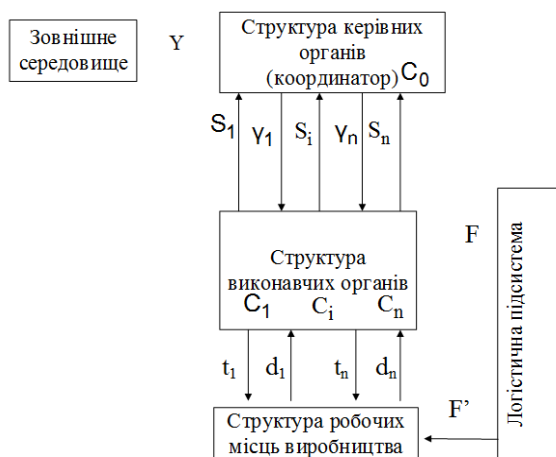 Зовнішнє
середовище
Y
Структура керівних
органів
(координатор) C₀
S₁ γ₁ Sᵢ γₙ Sₙ
F
Структура
виконавчих органів
C₁ Cᵢ Cₙ
t₁ d₁ tₙ dₙ
F’
Структура робочих
місць виробництва
Логістична підсистема